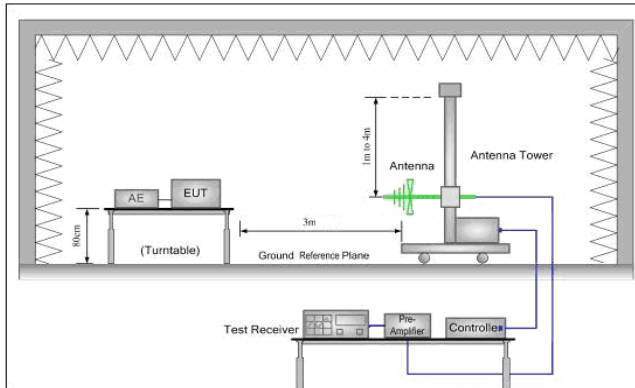 1m to 4m
Antenna
Antenna Tower
AE
EUT
80cm
3m
(Turntable)
Ground Reference Plane
Test Receiver
Pre-
Amplifier
Controller